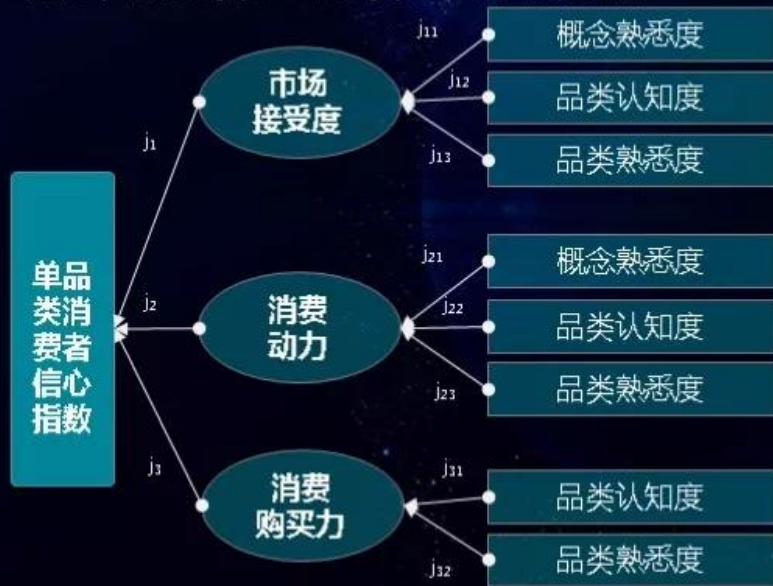 单品
类消
费者
信心
指数
j1
j2
j3
市场
接受度
j11
j12
j13
概念熟悉度
品类认知度
品类熟悉度
消费
动力
j21
j22
j23
概念熟悉度
品类认知度
品类熟悉度
消费
购买力
j31
j32
品类认知度
品类熟悉度